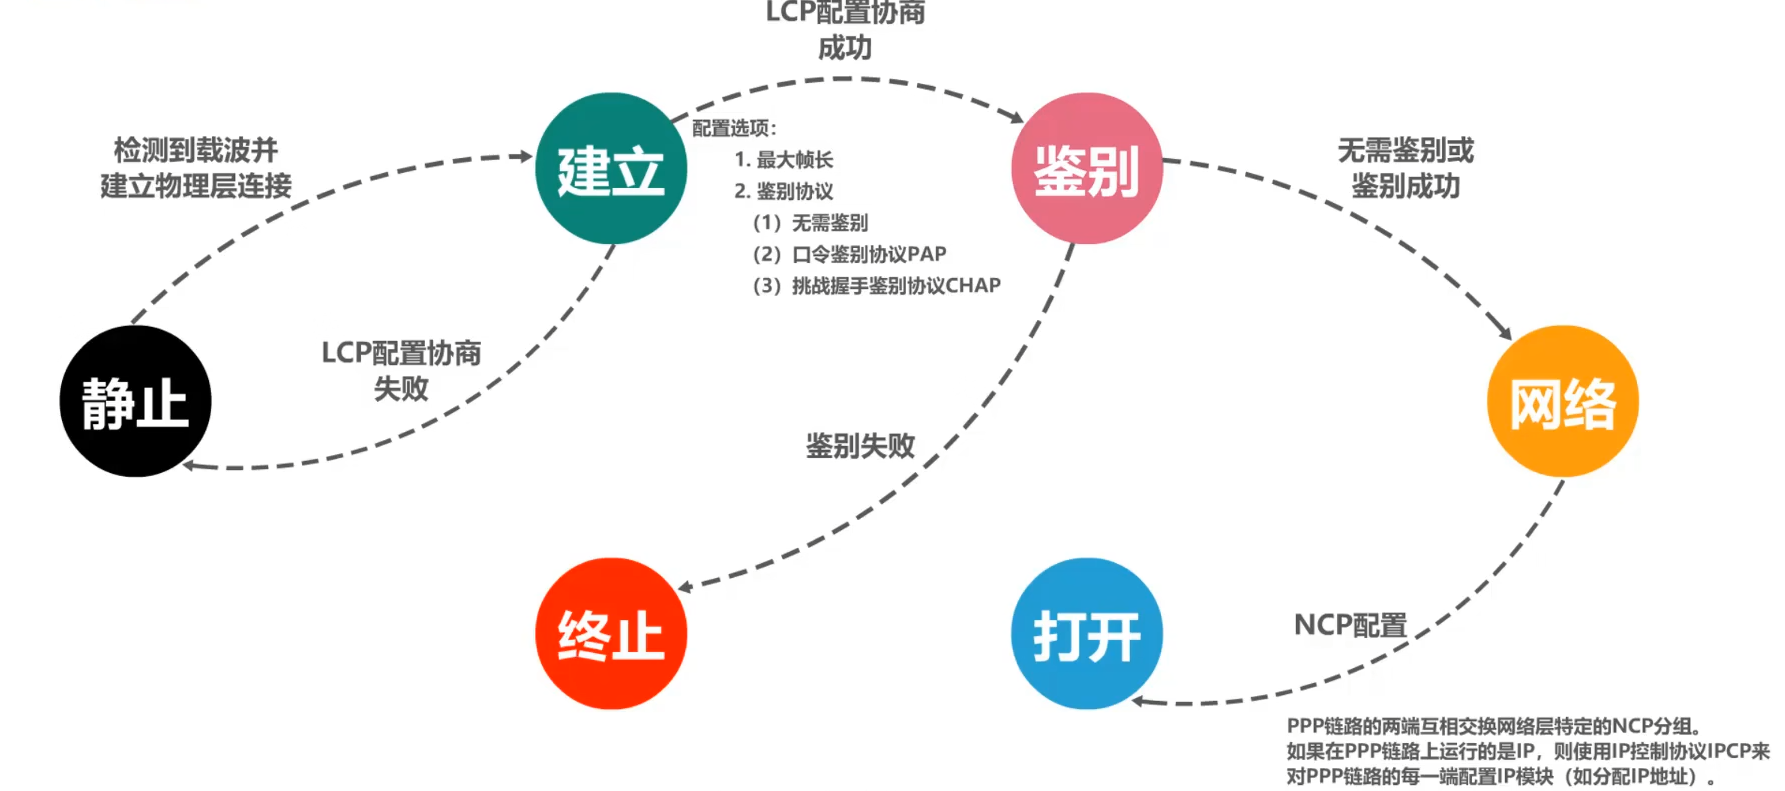 LCP配置协商
成功
检测到载波并
建立物理层连接
建立
配置选项：
1. 最大帧长
2. 鉴别协议
（1）无需鉴别
（2）口令鉴别协议PAP
（3）挑战握手鉴别协议CHAP
鉴别
无需鉴别或
鉴别成功
静止
LCP配置协商
失败
鉴别失败
网络
终止
打开
NCP配置
PPP链路的两端互相交换网络层特定的NCP分组。
如果在PPP链路上运行的是IP，则使用IP控制协议IPCP来
对PPP链路的每一端配置IP模块（如分配IP地址）。